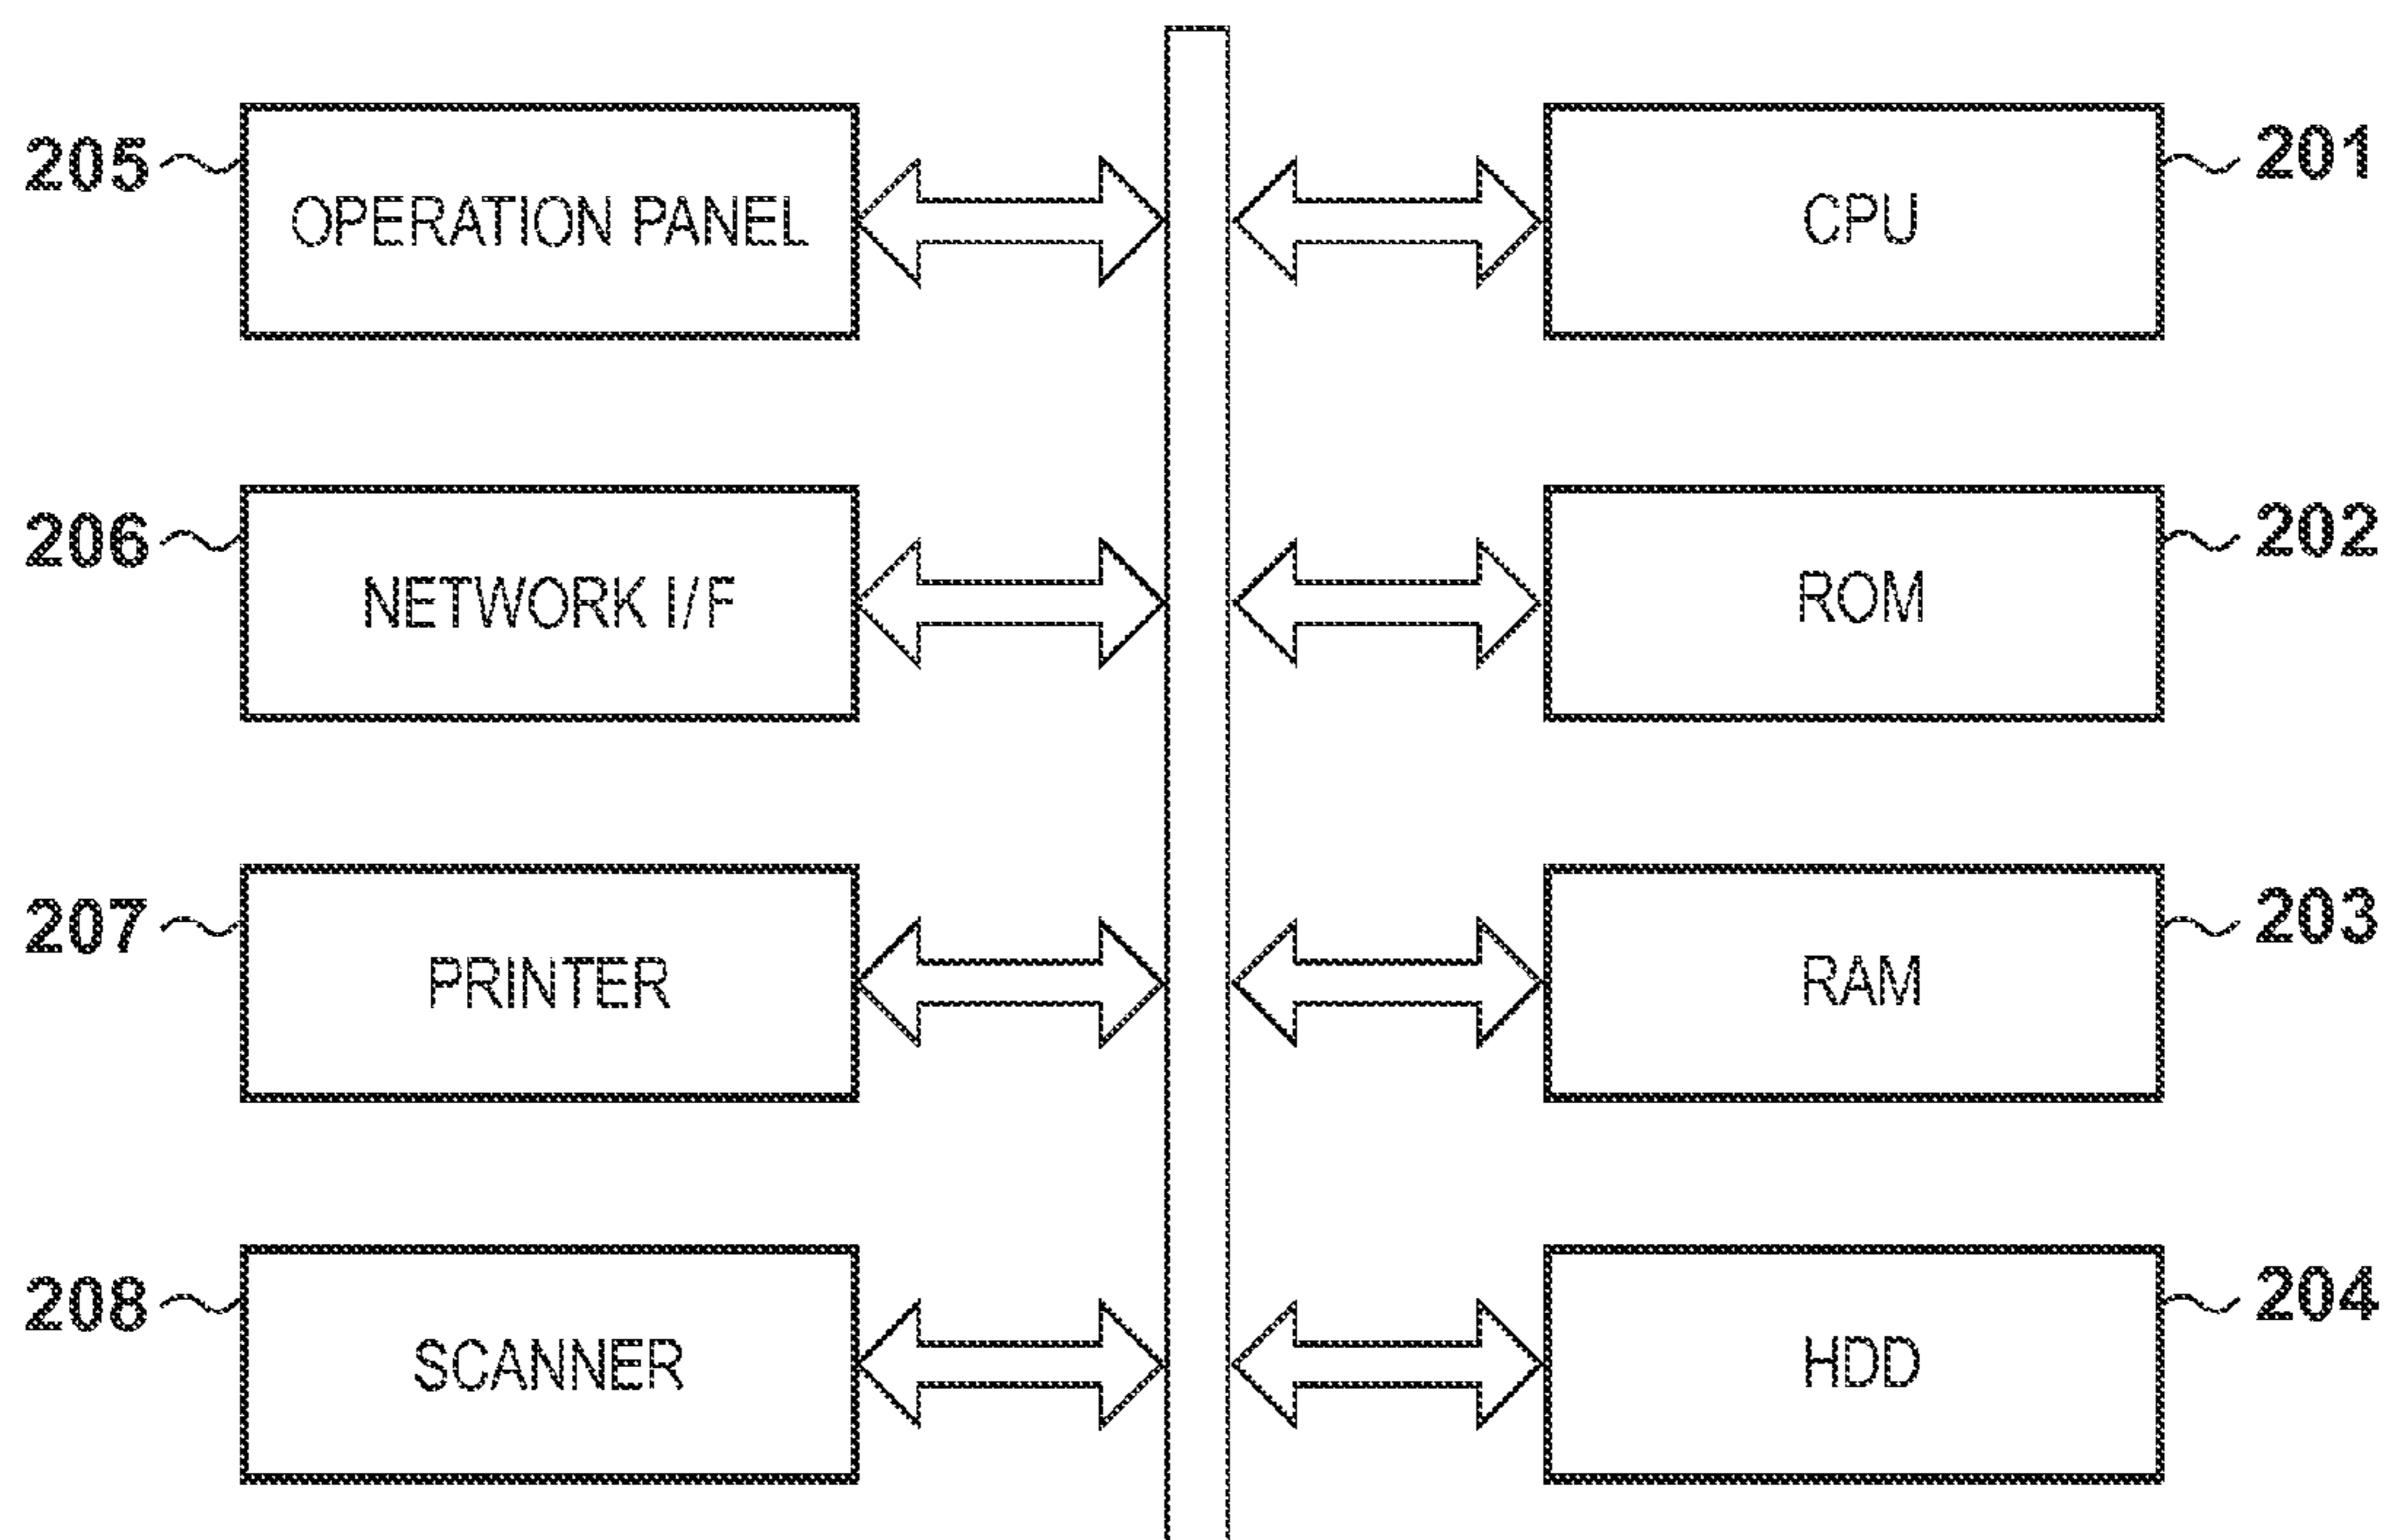 205
OPERATION PANEL
CPU
201
206
NETWORK I/F
ROM
202
207
PRINTER
RAM
203
208
SCANNER
HDD
204